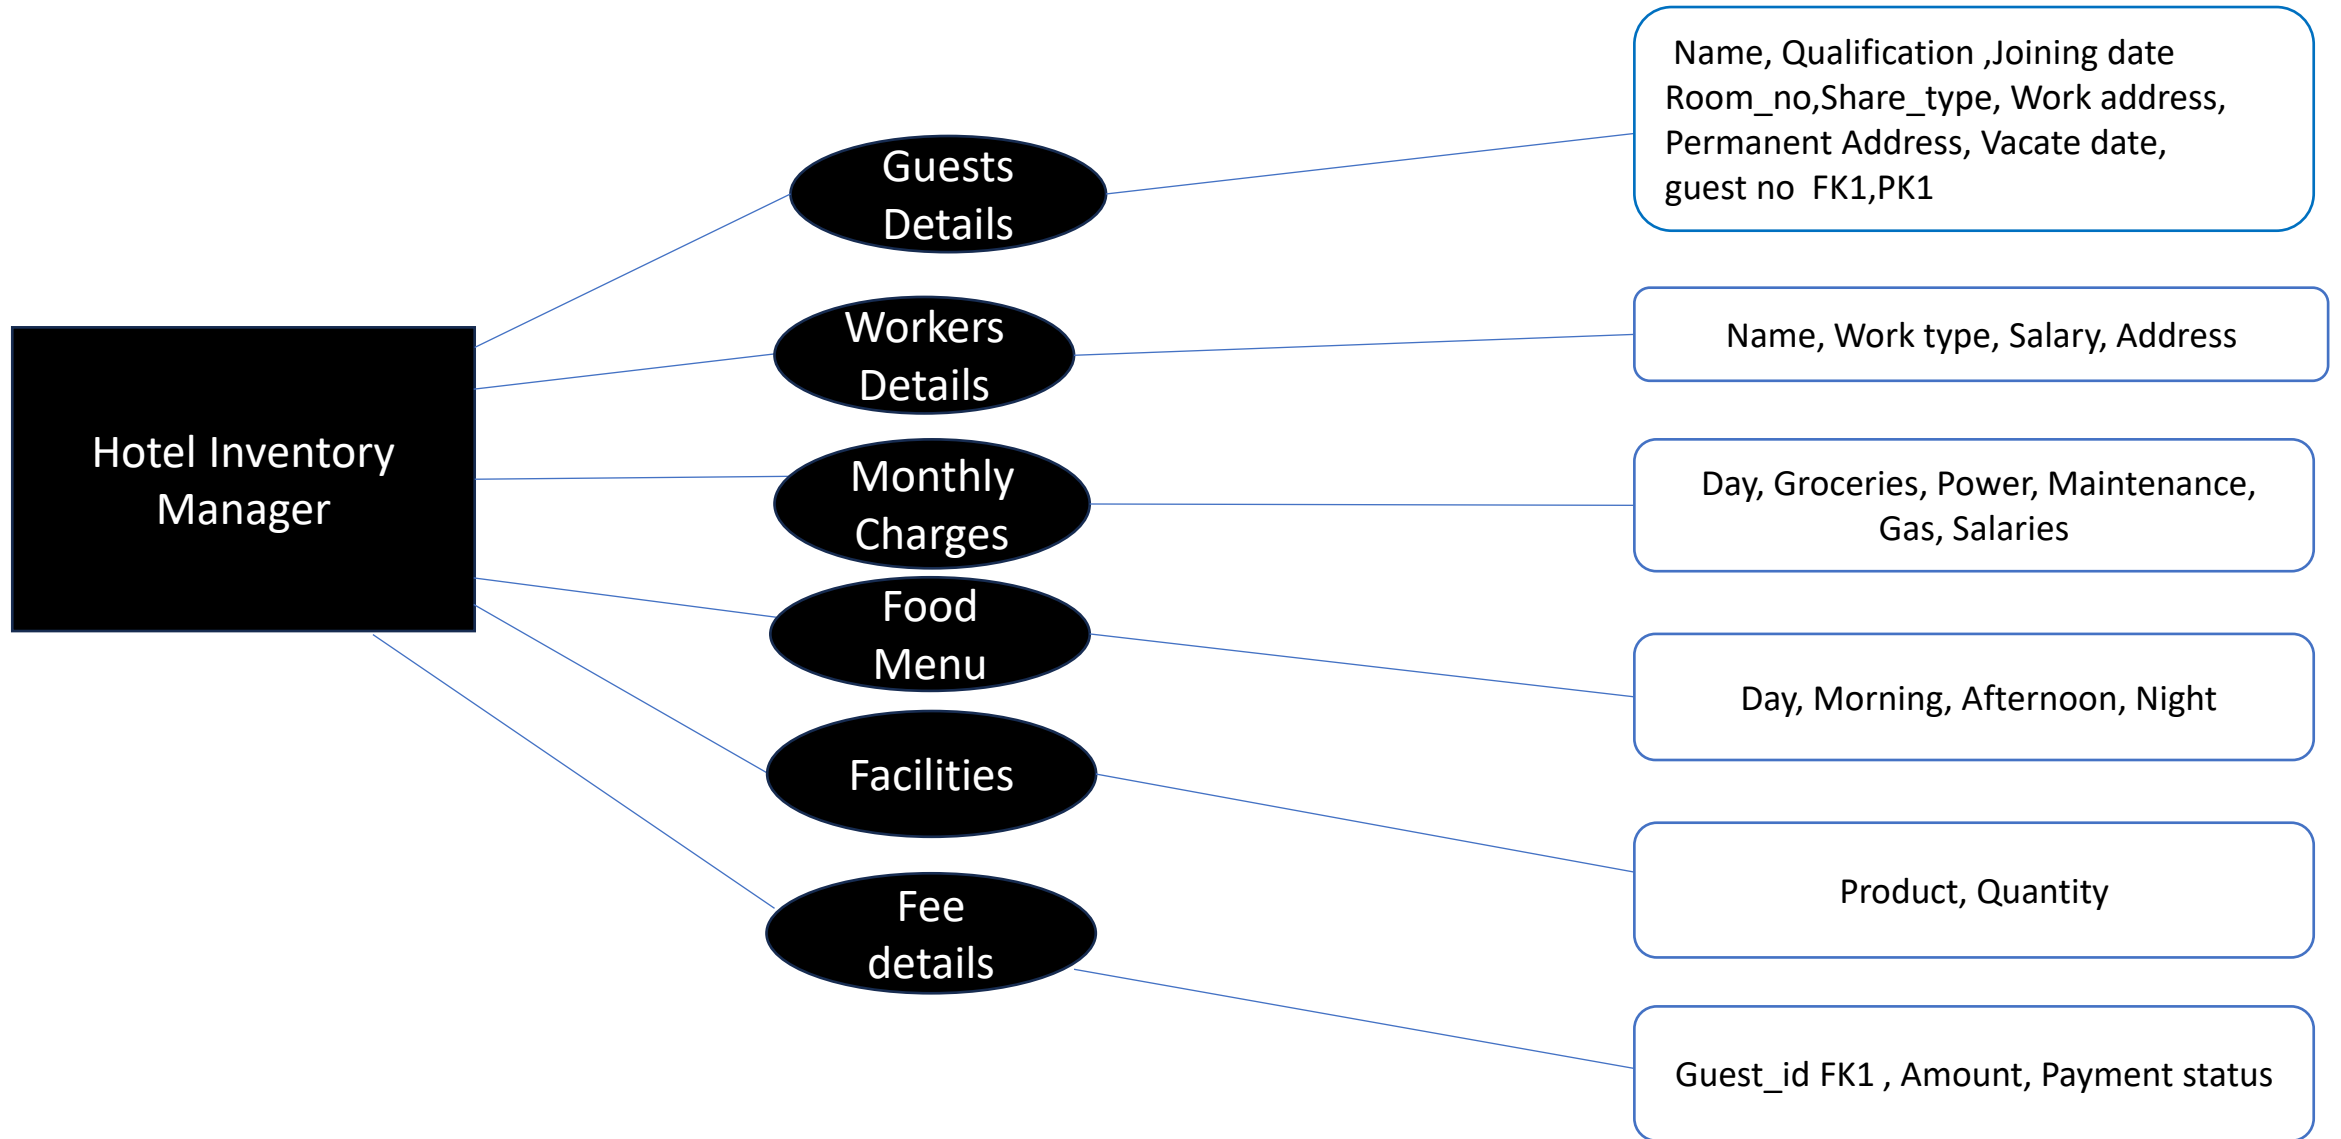 Hotel Inventory
Manager
Guests
Details
Workers
Details
Monthly
Charges
Food
Menu
Facilities
Fee
details
Name, Qualification ,Joining date
Room_no,Share_type, Work address,
Permanent Address, Vacate date,
guest no  FK1,PK1
Name, Work type, Salary, Address
Day, Groceries, Power, Maintenance,
Gas, Salaries
Day, Morning, Afternoon, Night
Product, Quantity
Guest_id FK1 , Amount, Payment status